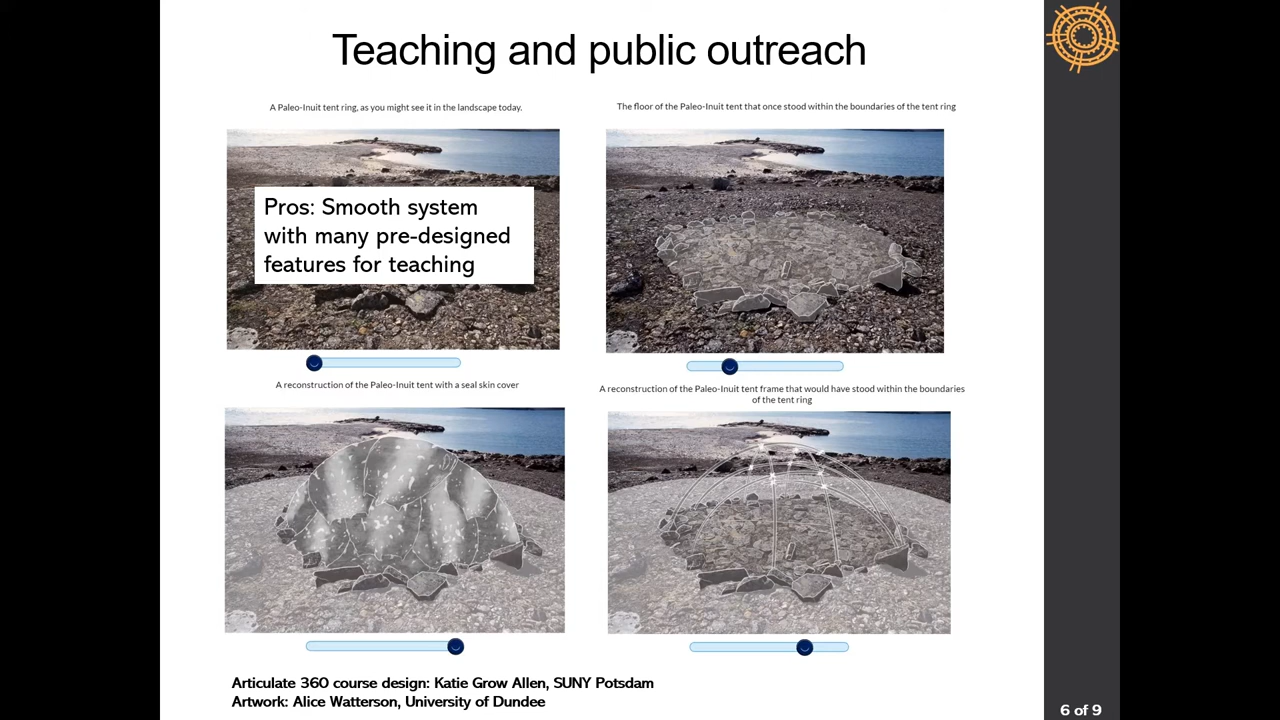 Teaching and public outreach
A Paleo-Inuit tent ring, as you might see it in the landscape today.
The floor of the Paleo-Inuit tent that once stood within the boundaries of the tent ring
Pros: Smooth system
with many pre-designed
features for teaching
A reconstruction of the Paleo-Inuit tent with a seal skin cover
A reconstruction of the Paleo-Inuit tent frame that would have stood within the boundaries
of the tent ring
Articulate 360 course design: Katie Grow Allen, SUNY Potsdam
Artwork: Alice Watterson, University of Dundee
6 of 9